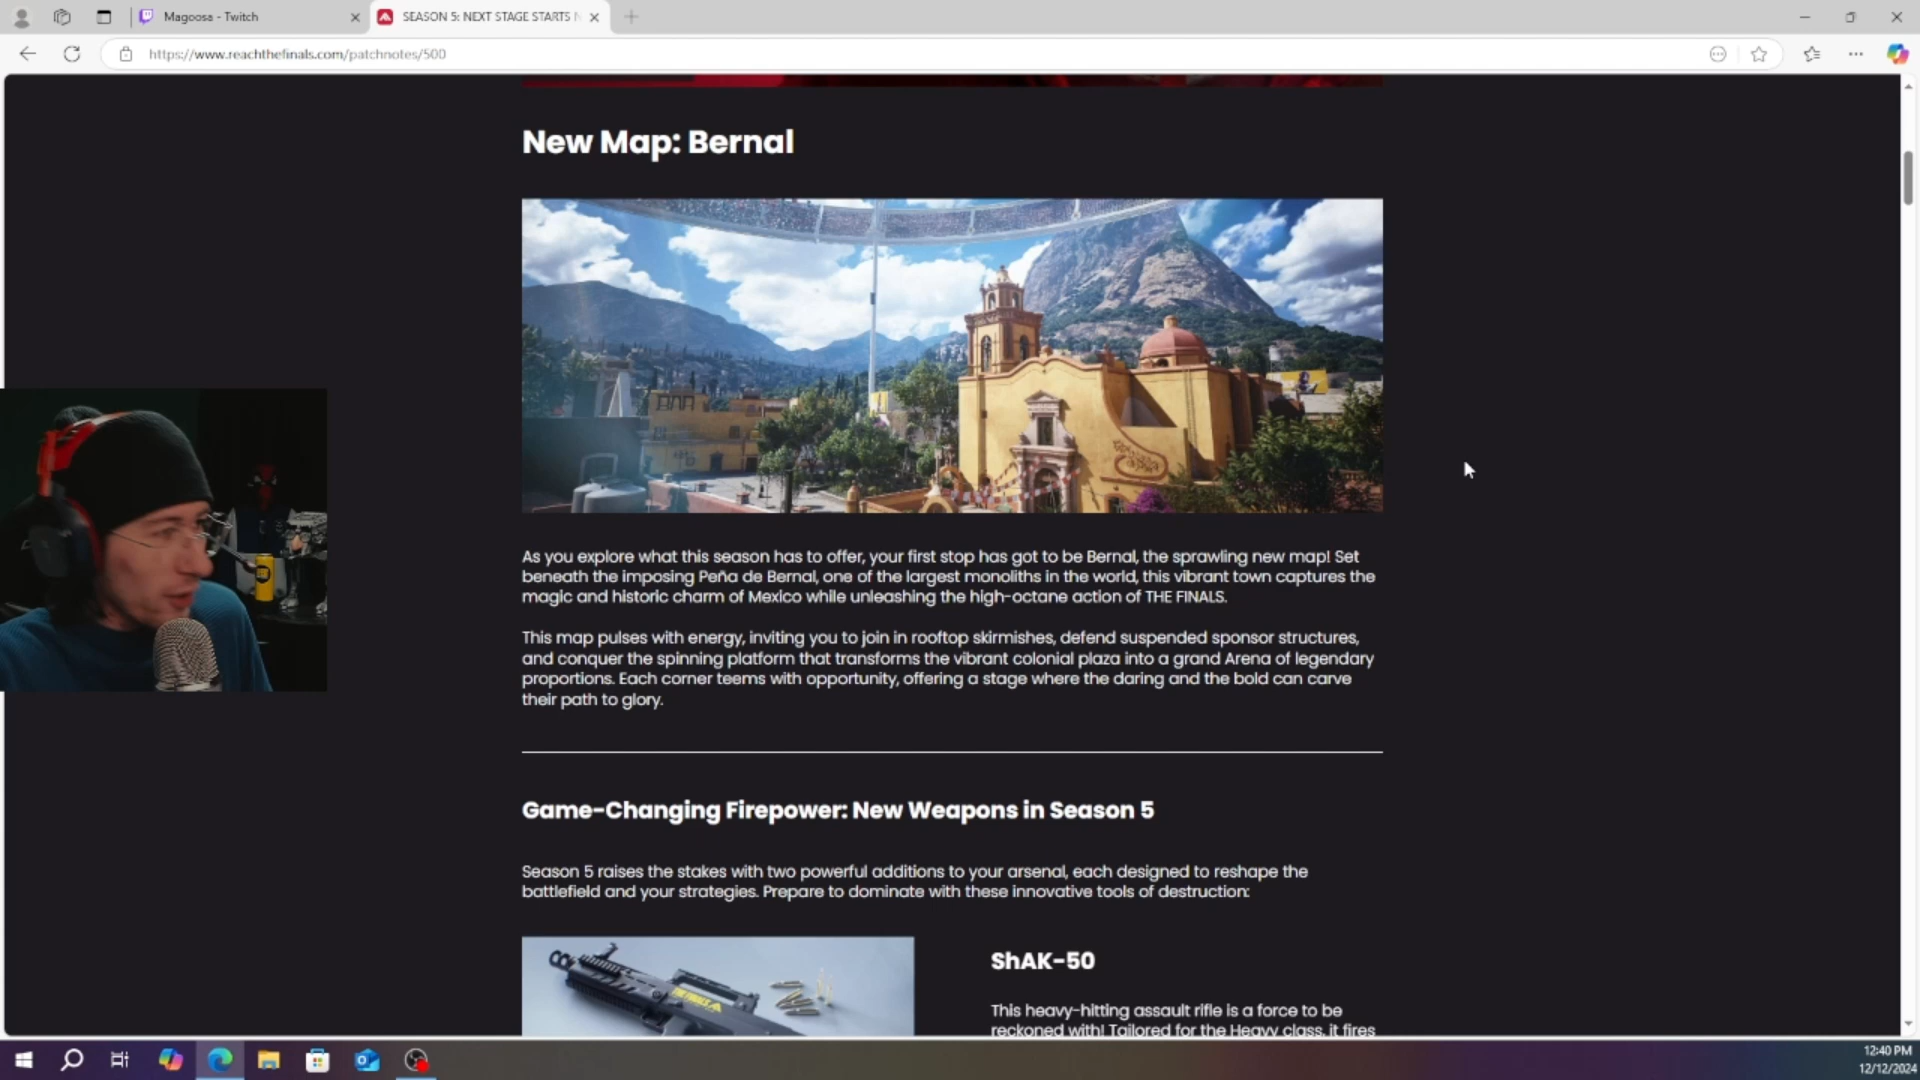 Magoosa - Twitch
SEASON 5: NEXT STAGE STARTS N
https://www.reachthefinals.com/patchnotes/500
New Map: Bernal
BAR
As you explore what this season has to offer, your first stop has got to be Bernal, the sprawling new map! Set
beneath the imposing Peña de Bernal, one of the largest monoliths in the world, this vibrant town captures the
magic and historic charm of Mexico while unleashing the high-octane action of THE FINALS.
This map pulses with energy, inviting you to join in rooftop skirmishes, defend suspended sponsor structures,
and conquer the spinning platform that transforms the vibrant colonial plaza into a grand Arena of legendary
proportions. Each corner teems with opportunity, offering a stage where the daring and the bold can carve
their path to glory.
Game-Changing Firepower: New Weapons in Season 5
Season 5 raises the stakes with two powerful additions to your arsenal, each designed to reshape the
battlefield and your strategies. Prepare to dominate with these innovative tools of destruction:
THE FINALS
ShAK-50
This heavy-hitting assault rifle is a force to be
reckoned with! Tailored for the Heavy class, it fires
12:40 PM
12/12/2024